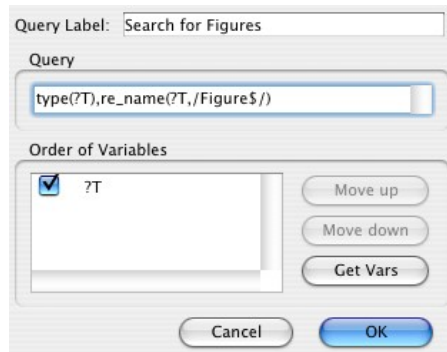 Query Label: Search for Figures
Query
type(?T),re_name(?T,/Figure$/)
Order of Variables
?T
Move up
Move down
Get Vars
Cancel OK